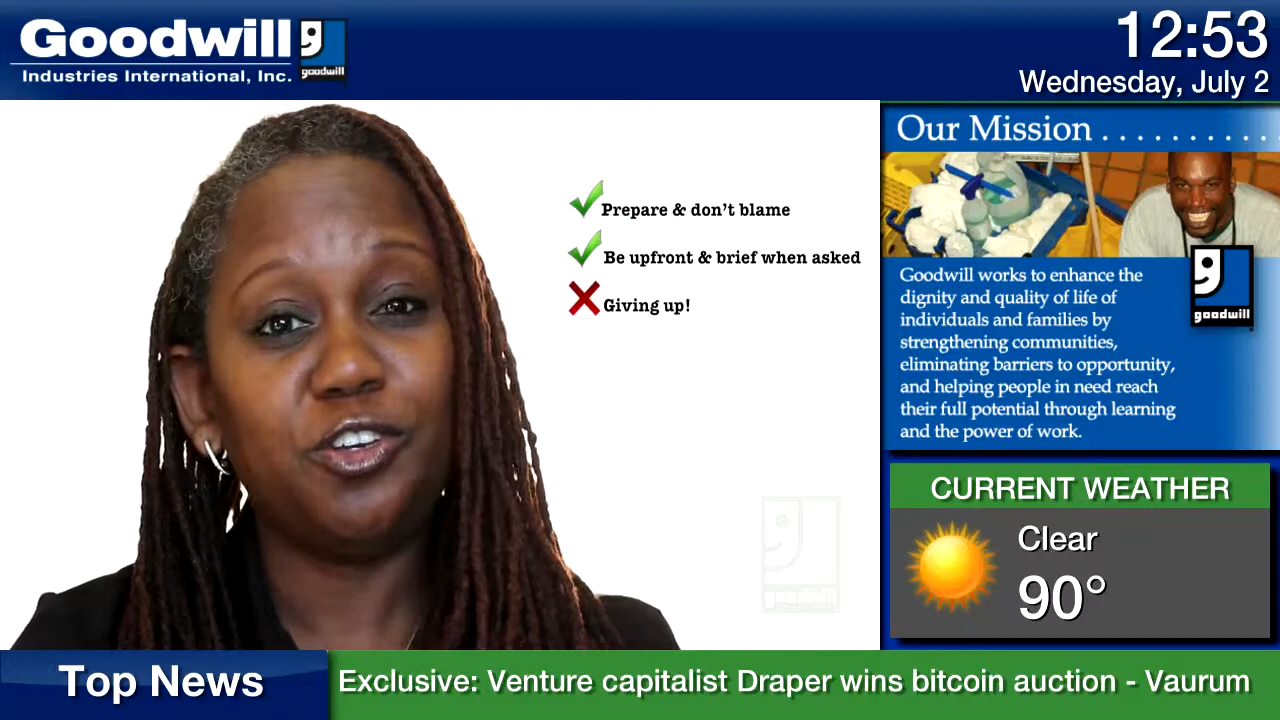 Goodwill
goodwill
Industries International, Inc.
12:53
Wednesday, July 2
Our Mission . . . . . . . . . .
Prepare & don't blame
Be upfront & brief when asked
Giving up!
goodwill
Goodwill works to enhance the
dignity and quality of life of
individuals and families by
strengthening communities,
eliminating barriers to opportunity,
and helping people in need reach
their full potential through learning
and the power of work.
CURRENT WEATHER
Clear
90°
goodwill
Top News
Exclusive: Venture capitalist Draper wins bitcoin auction - Vaurum